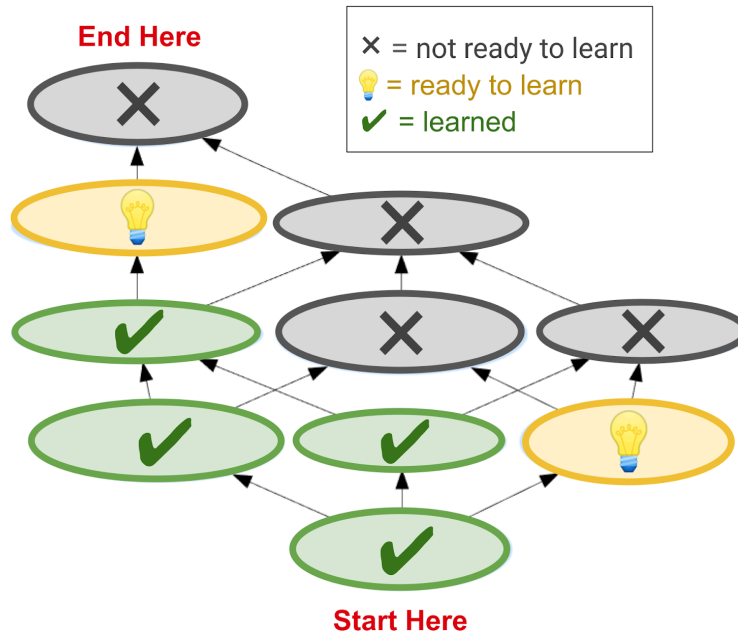 End Here
✕ = not ready to learn
💡 = ready to learn
✔ = learned
Start Here